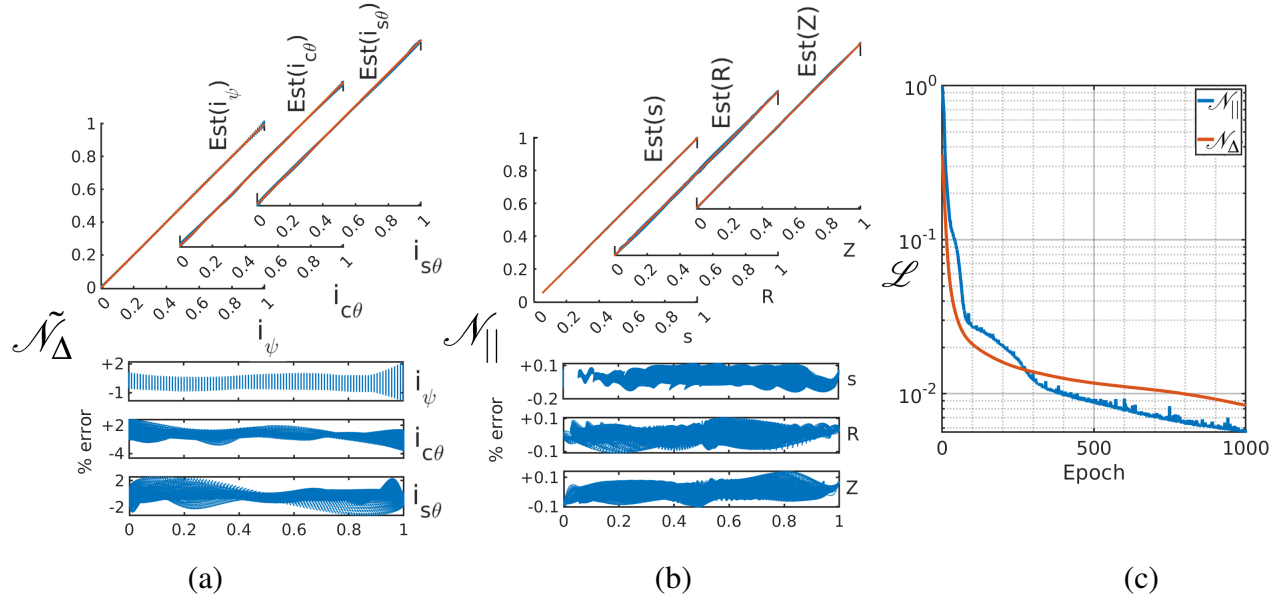 Est(i_ψ)
Est(i_cθ)
Est(i_sθ)
1
0.8
0.6
0.4
0.2
0
0 0.2 0.4 0.6 0.8 1
i_ψ
0 0.2 0.4 0.6 0.8 1
i_cθ
0 0.2 0.4 0.6 0.8 1
i_sθ
𝒩̃_Δ
% error
+2
-1
i_ψ
+2
-4
i_cθ
2
-2
i_sθ
0 0.2 0.4 0.6 0.8 1
(a)
Est(s)
Est(R)
Est(Z)
1
0.8
0.6
0.4
0.2
0
0 0.2 0.4 0.6 0.8 1
s
0 0.2 0.4 0.6 0.8 1
R
0 0.2 0.4 0.6 0.8 1
Z
𝒩_||
% error
+0.1
-0.2
s
+0.1
-0.1
R
+0.1
-0.1
Z
0 0.2 0.4 0.6 0.8 1
(b)
10^0
10^-1
10^-2
ℒ
𝒩_||
𝒩_Δ
0 500 1000
Epoch
(c)